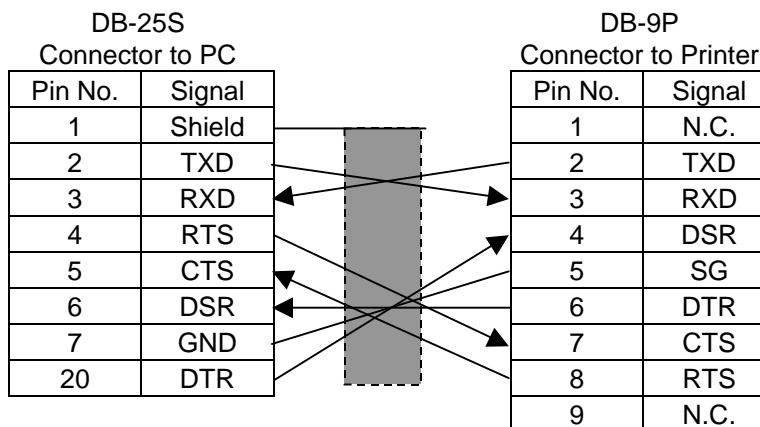 DB-25S
Connector to PC
Pin No. Signal
1 Shield
2 TXD
3 RXD
4 RTS
5 CTS
6 DSR
7 GND
20 DTR
DB-9P
Connector to Printer
Pin No. Signal
1 N.C.
2 TXD
3 RXD
4 DSR
5 SG
6 DTR
7 CTS
8 RTS
9 N.C.